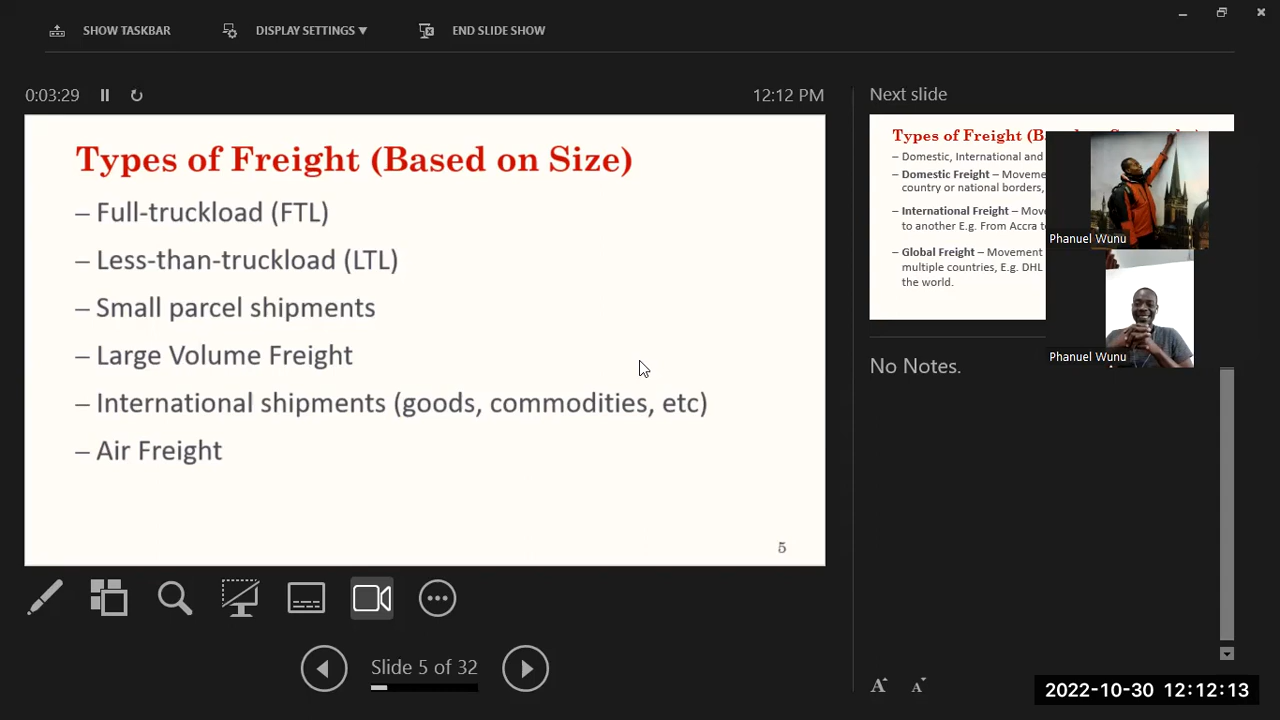 SHOW TASKBAR
DISPLAY SETTINGS ▼
END SLIDE SHOW
0:03:29
12:12 PM
Types of Freight (Based on Size)
– Full-truckload (FTL)
– Less-than-truckload (LTL)
– Small parcel shipments
– Large Volume Freight
– International shipments (goods, commodities, etc)
– Air Freight
5
Slide 5 of 32
Next slide
Types of Freight (B
– Domestic, International and
– Domestic Freight – Moveme
country or national borders,
– International Freight – Mov
to another E.g. From Accra t
– Global Freight – Movement
multiple countries, E.g. DHL
the world.
Phanuel Wunu
Phanuel Wunu
No Notes.
A A
2022-10-30 12:12:13